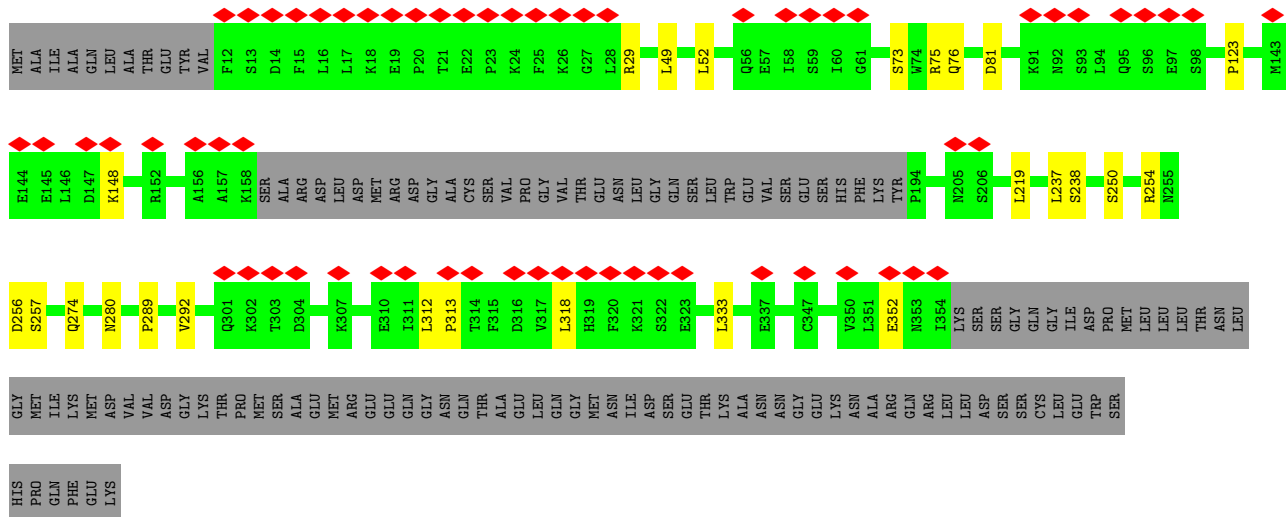 MET ALA ILE ALA GLN LEU ALA THR GLU TYR VAL F12 S13 D14 F15 L16 L17 K18 E19 P20 T21 E22 P23 K24 F25 K26 G27 L28 R29 L49 L52 Q56 E57 I58 S59 I60 G61 S73 W74 R75 Q76 D81 K91 N92 S93 L94 Q95 S96 E97 S98 P123 M143
E144 E145 L146 D147 K148 R152 A156 A157 K158 SER ALA ARG ASP LEU ASP MET ARG ASP GLY ALA CYS SER VAL PRO GLY VAL THR GLU ASN LEU GLY GLN SER LEU TRP GLU VAL SER GLU SER HIS PHE LYS TYR P194 N205 S206 L219 L237 S238 S250 R254 N255
D256 S257 Q274 N280 P289 V292 Q301 K302 T303 D304 K307 E310 I311 L312 P313 T314 F315 D316 V317 L318 H319 F320 K321 S322 E323 L333 E337 C347 V350 L351 E352 N353 I354 LYS SER SER GLY GLN GLY ILE ASP PRO MET LEU LEU LEU THR ASN LEU
GLY MET ILE LYS MET ASP VAL VAL ASP GLY LYS THR PRO MET SER ALA GLU MET ARG GLU GLU GLN GLY ASN GLN THR ALA GLU LEU GLN GLY MET ASN ILE ASP SER GLU THR LYS ALA ASN ASN GLY GLU LYS ASN ALA ARG GLN ARG LEU LEU ASP SER SER CYS LEU GLU TRP SER
HIS PRO GLN PHE GLU LYS